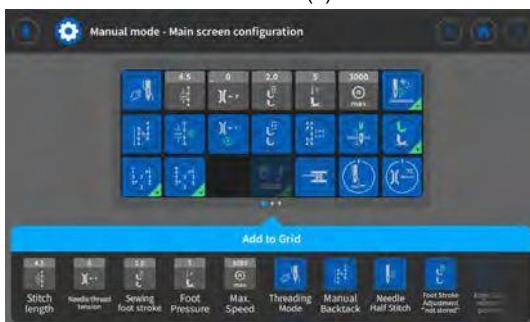 Manual mode - Main screen configuration
4.5 0 2.0 5 3000
max
Add to Grid
4.5 0 2.0 5 3000
max
Stitch length
Needle thread tension
Sewing foot stroke
Foot Pressure
Max. Speed
Threading Mode
Manual Backtack
Needle Half Stitch
Foot Stroke Adjustment "not stored"